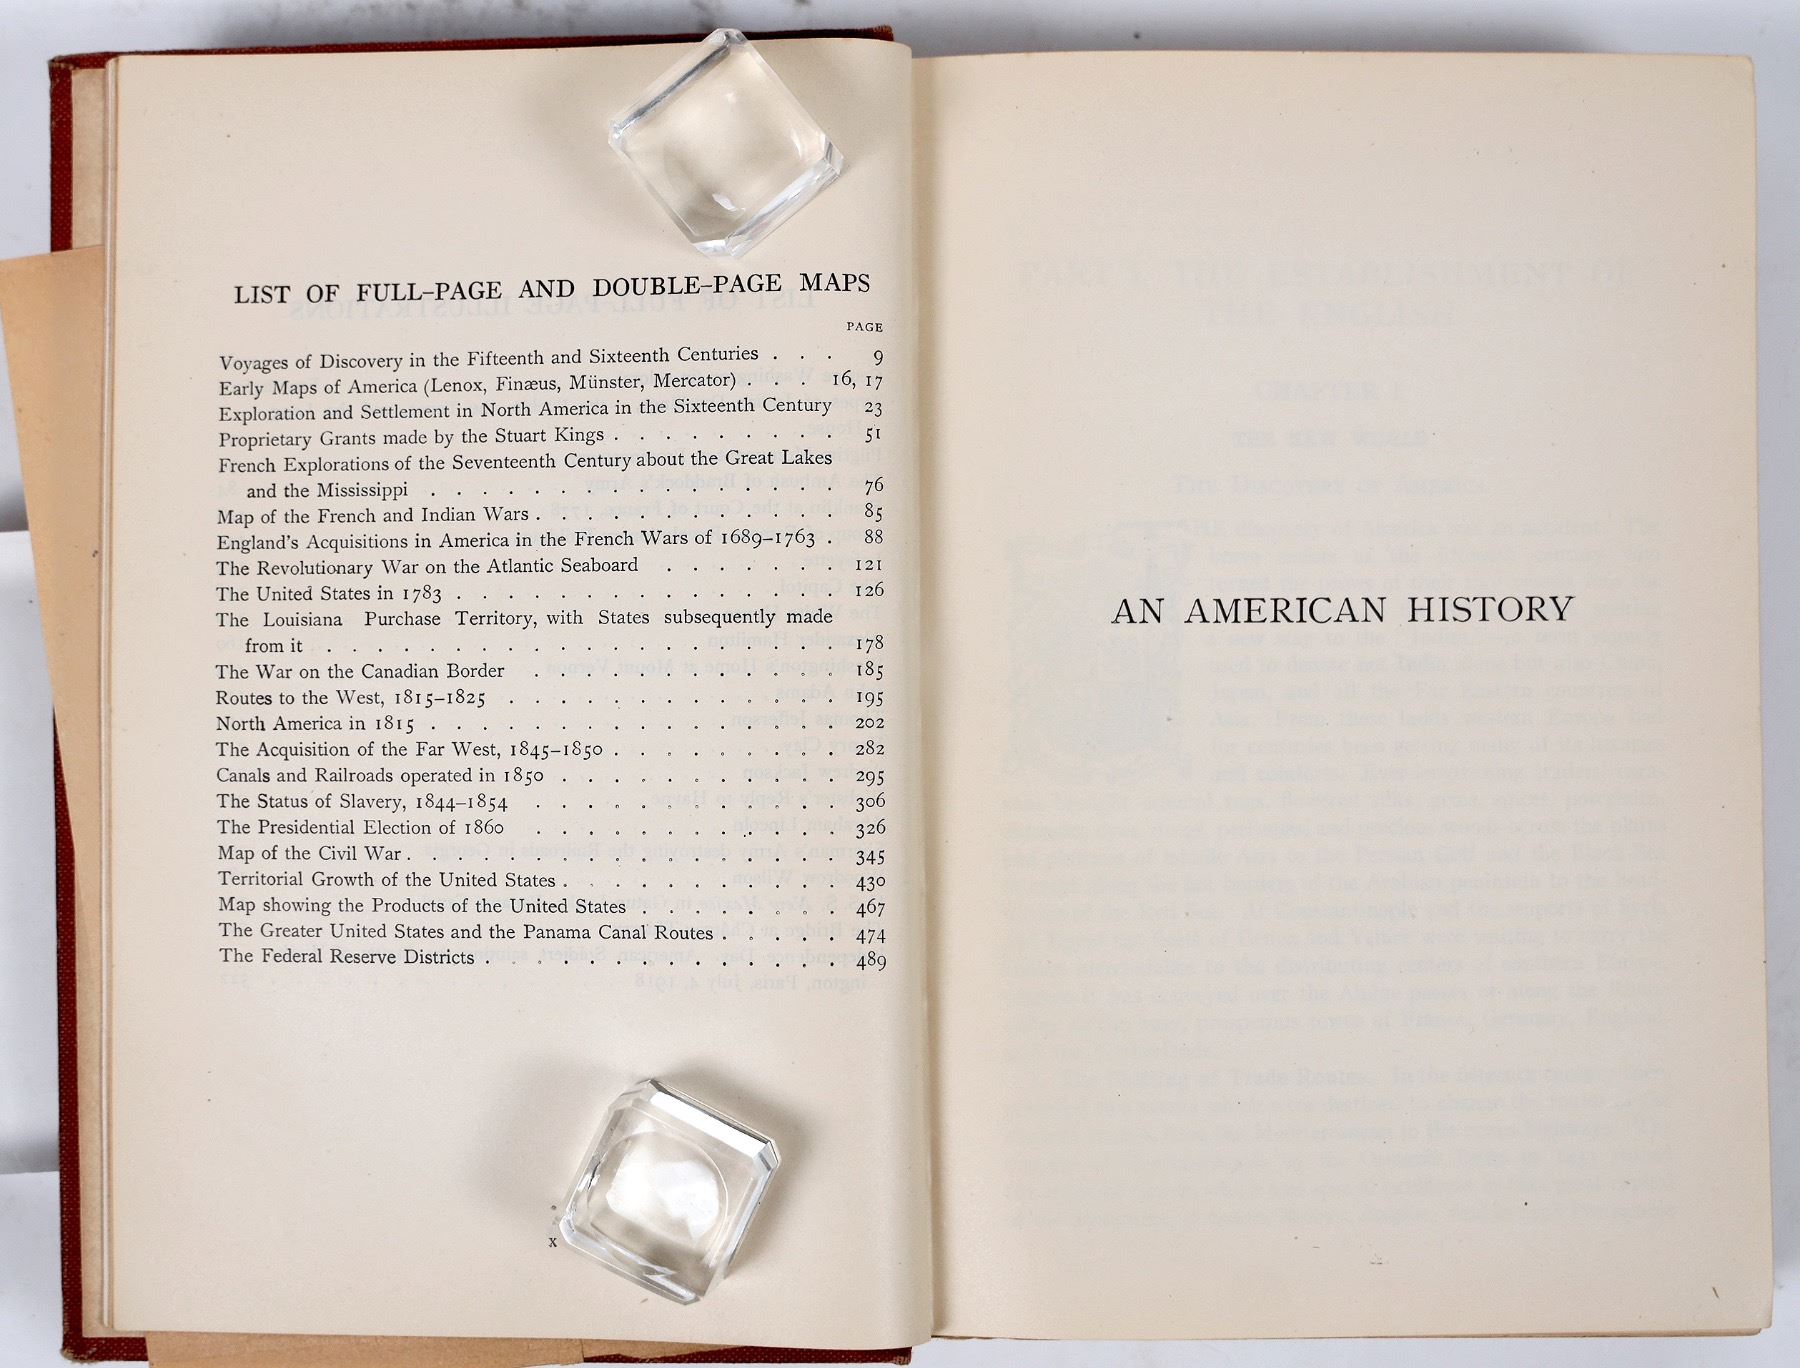 LIST OF FULL–PAGE AND DOUBLE–PAGE MAPS
PAGE
Voyages of Discovery in the Fifteenth and Sixteenth Centuries . . . 9
Early Maps of America (Lenox, Finæus, Münster, Mercator) . . . 16, 17
Exploration and Settlement in North America in the Sixteenth Century 23
Proprietary Grants made by the Stuart Kings . . . . . . . . . 51
French Explorations of the Seventeenth Century about the Great Lakes
and the Mississippi . . . . . . . . . . . . . . . . 76
Map of the French and Indian Wars . . . . . . . . . . . . 85
England's Acquisitions in America in the French Wars of 1689–1763 . 88
The Revolutionary War on the Atlantic Seaboard . . . . . . . 121
The United States in 1783 . . . . . . . . . . . . . . . 126
The Louisiana Purchase Territory, with States subsequently made
from it . . . . . . . . . . . . . . . . . . . . 178
The War on the Canadian Border . . . . . . . . . . . . 185
Routes to the West, 1815–1825 . . . . . . . . . . . . . 195
North America in 1815 . . . . . . . . . . . . . . . . 202
The Acquisition of the Far West, 1845–1850 . . . . . . . . . 282
Canals and Railroads operated in 1850 . . . . . . . . . . . 295
The Status of Slavery, 1844–1854 . . . . . . . . . . . . 306
The Presidential Election of 1860 . . . . . . . . . . . . 326
Map of the Civil War . . . . . . . . . . . . . . . . . 345
Territorial Growth of the United States . . . . . . . . . . . 430
Map showing the Products of the United States . . . . . . . . 467
The Greater United States and the Panama Canal Routes . . . . . 474
The Federal Reserve Districts . . . . . . . . . . . . . . 489
x
AN AMERICAN HISTORY